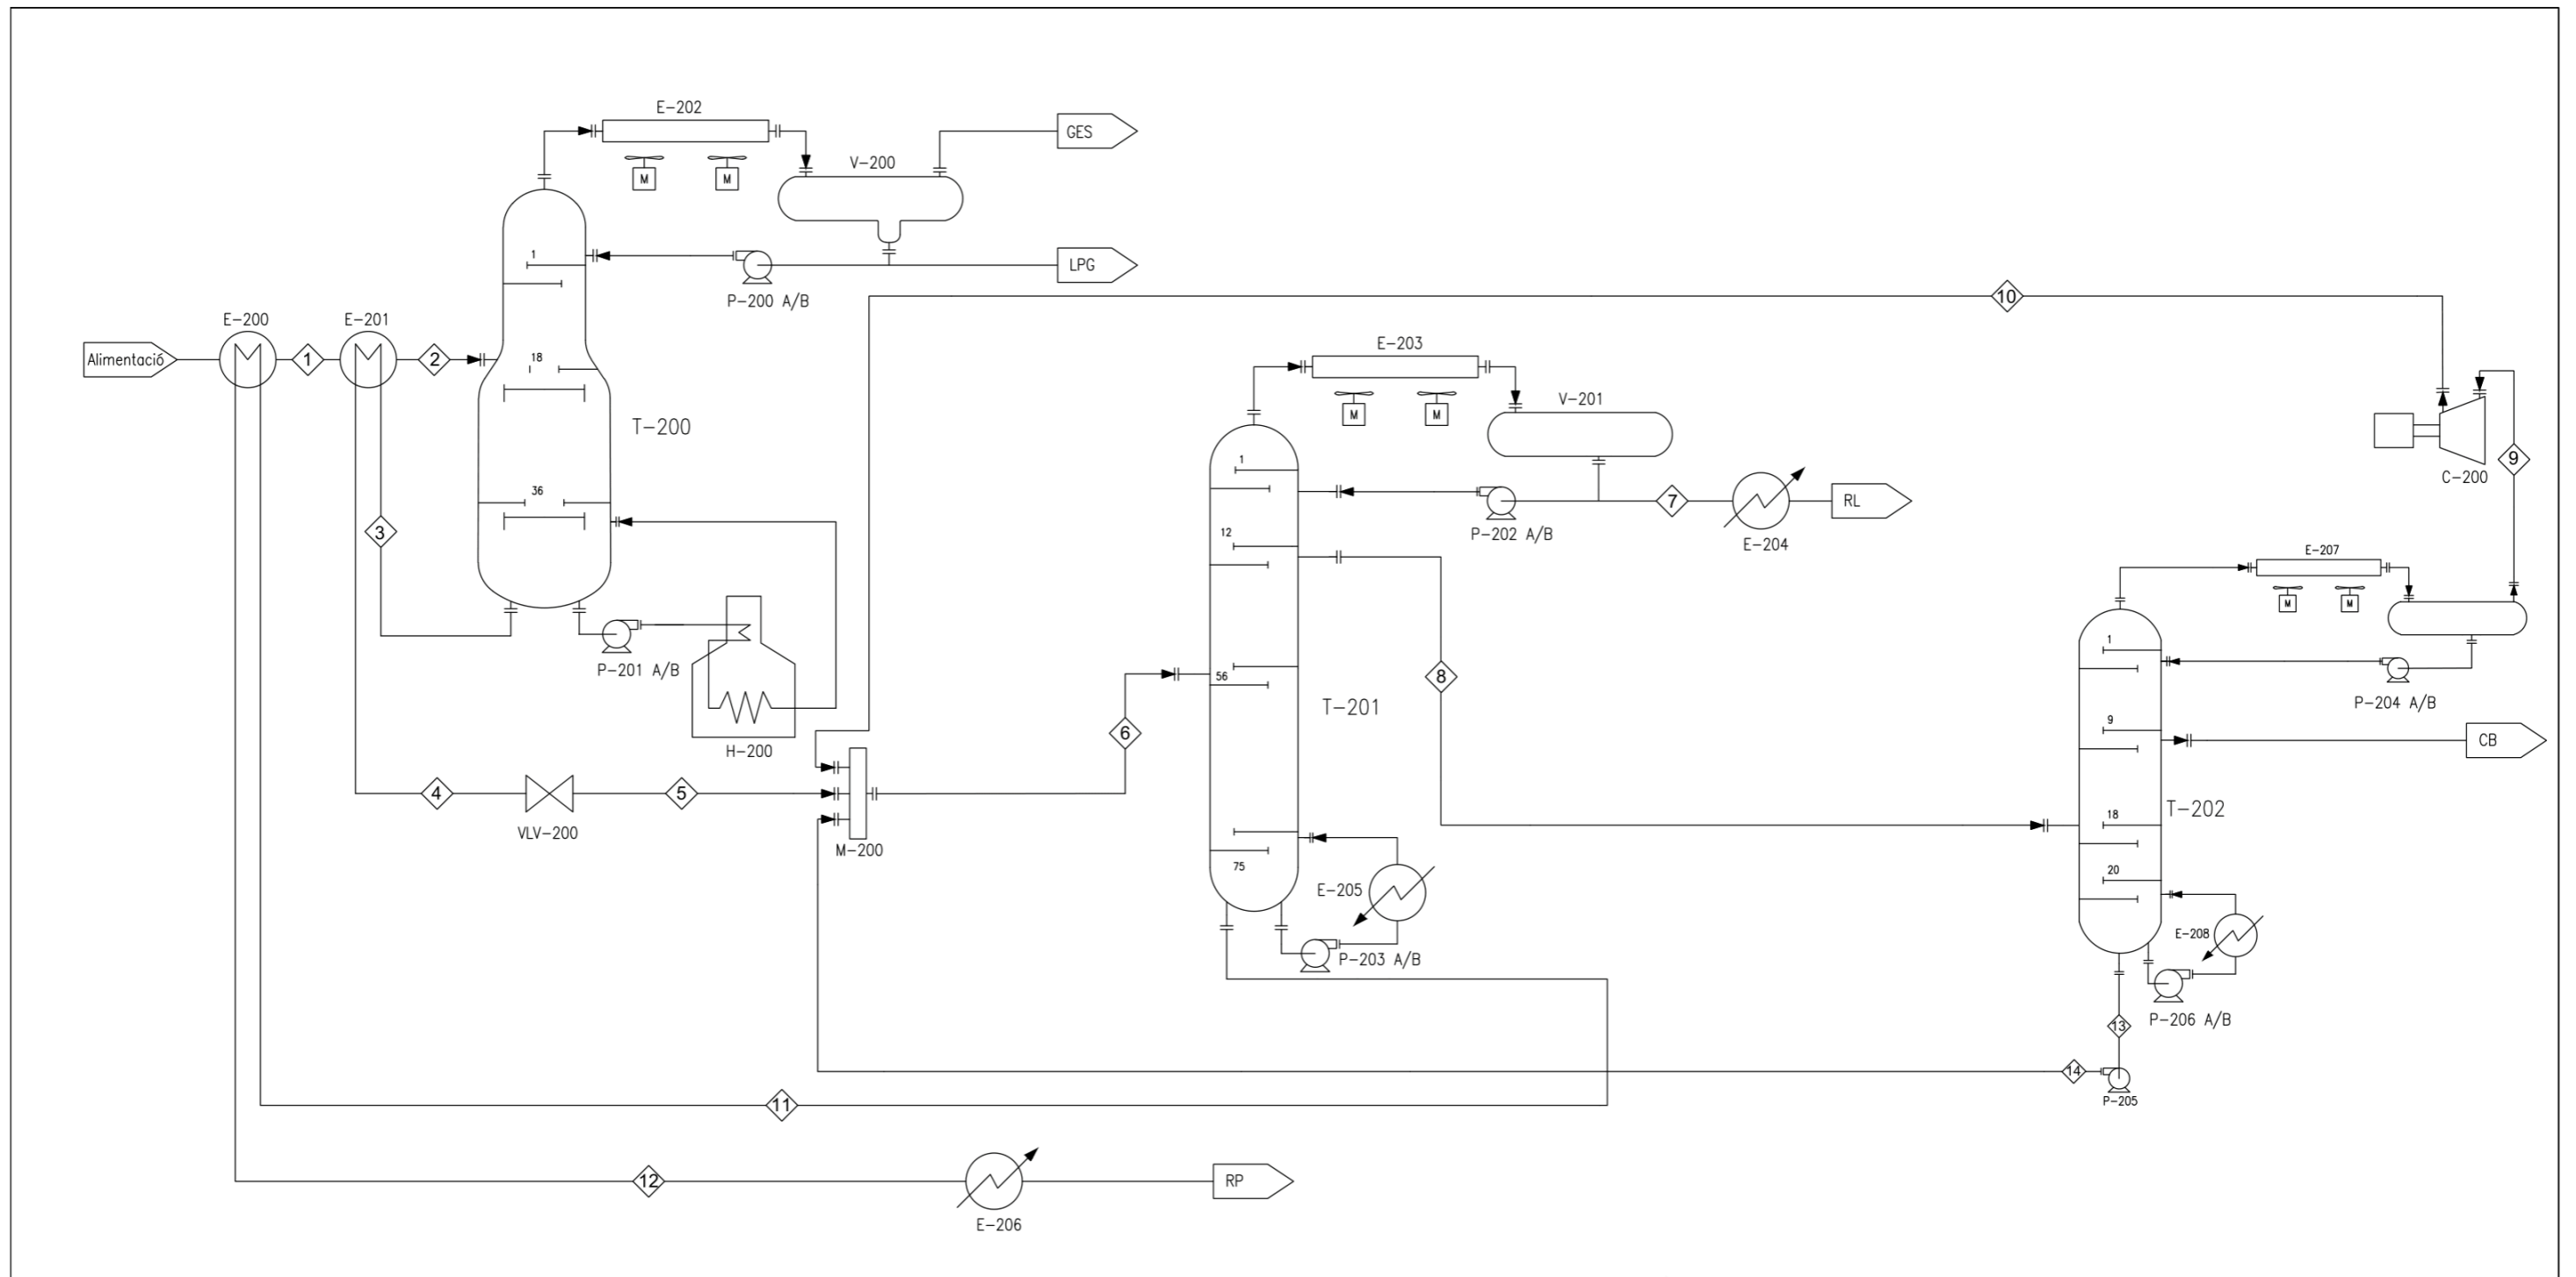 E-202
GES
V-200
M
M
1
LPG
P-200 A/B
10
E-200
E-201
Alimentació
1
2
18
T-200
E-203
V-201
M
M
C-200
9
1
36
3
7
RL
P-202 A/B
E-204
12
E-207
M
M
P-201 A/B
H-200
56
8
T-201
1
P-204 A/B
6
9
CB
4
5
VLV-200
M-200
18
T-202
75
E-205
20
E-208
P-203 A/B
P-206 A/B
13
14
P-205
11
12
E-206
RP